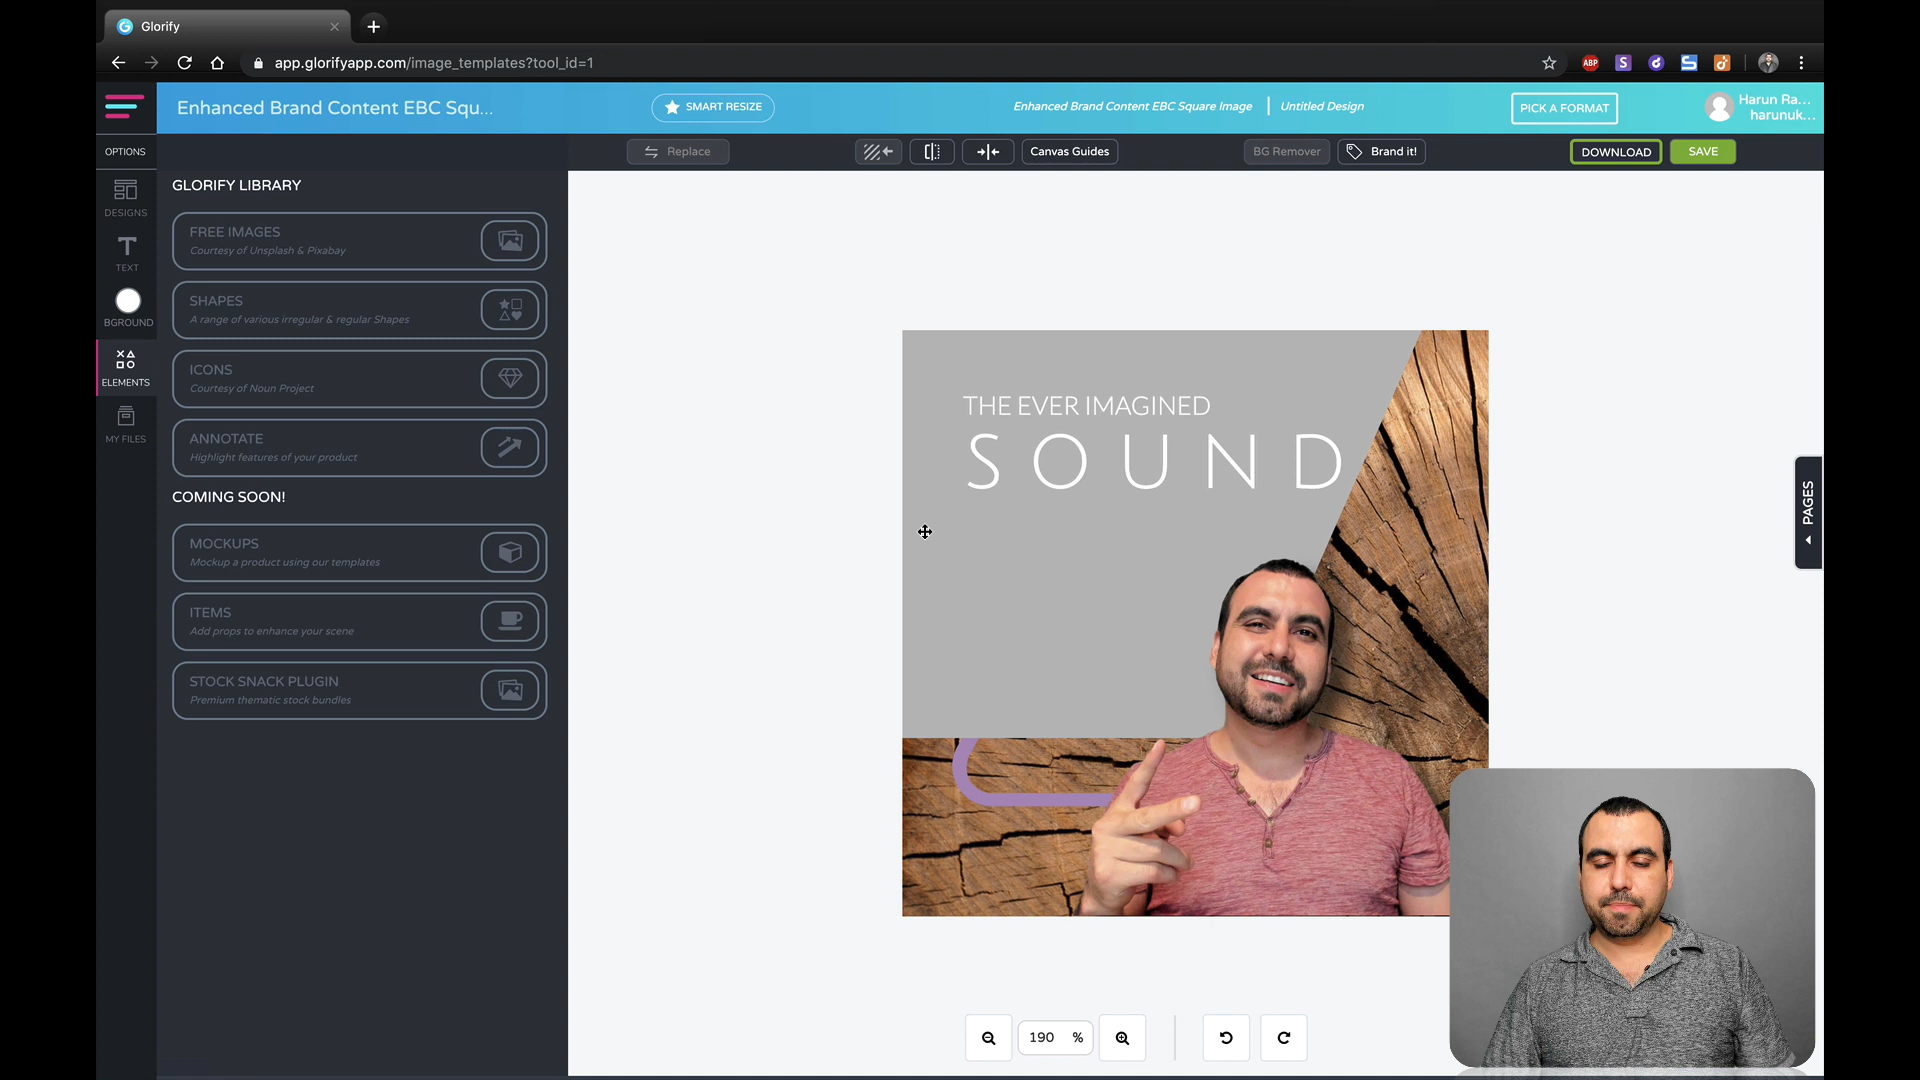 Glorify
app.glorifyapp.com/image_templates?tool_id=1
ABP
Enhanced Brand Content EBC Squ...
SMART RESIZE
Enhanced Brand Content EBC Square Image
Untitled Design
PICK A FORMAT
Harun Ra...
harunuk...
OPTIONS
Replace
Canvas Guides
BG Remover
Brand it!
DOWNLOAD
SAVE
DESIGNS
TEXT
BGROUND
ELEMENTS
MY FILES
GLORIFY LIBRARY
FREE IMAGES
Courtesy of Unsplash & Pixabay
SHAPES
A range of various irregular & regular Shapes
ICONS
Courtesy of Noun Project
ANNOTATE
Highlight features of your product
COMING SOON!
MOCKUPS
Mockup a product using our templates
ITEMS
Add props to enhance your scene
STOCK SNACK PLUGIN
Premium thematic stock bundles
THE EVER IMAGINED
SOUND
PAGES
190 %